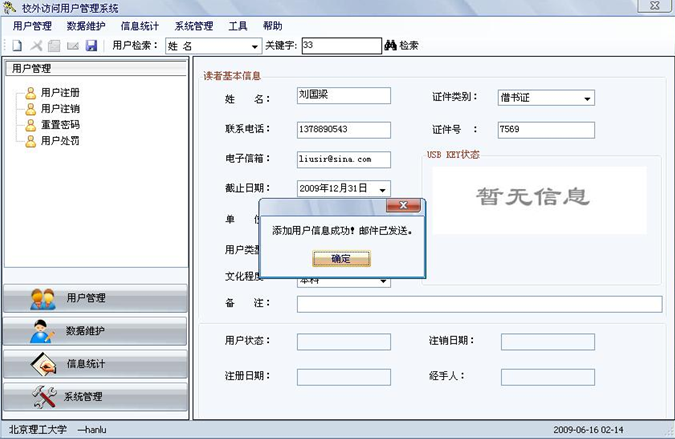 校外访问用户管理系统
用户管理 数据维护 信息统计 系统管理 工具 帮助
用户检索: 姓 名 关键字: 33 检索
用户管理
用户注册
用户注销
重置密码
用户处罚
用户管理
数据维护
信息统计
系统管理
读者基本信息
姓 名: 刘国梁 证件类别: 借书证
联系电话: 1378890543 证件号 : 7569
电子信箱: liusir@sina.com
USB KEY状态
暂无信息
截止日期: 2009年12月31日
单
添加用户信息成功! 邮件已发送。
确定
用户类
文化程度 本科
备 注:
用户状态: 注销日期:
注册日期: 经手人:
北京理工大学 —hanlu 2009-06-16 02-14